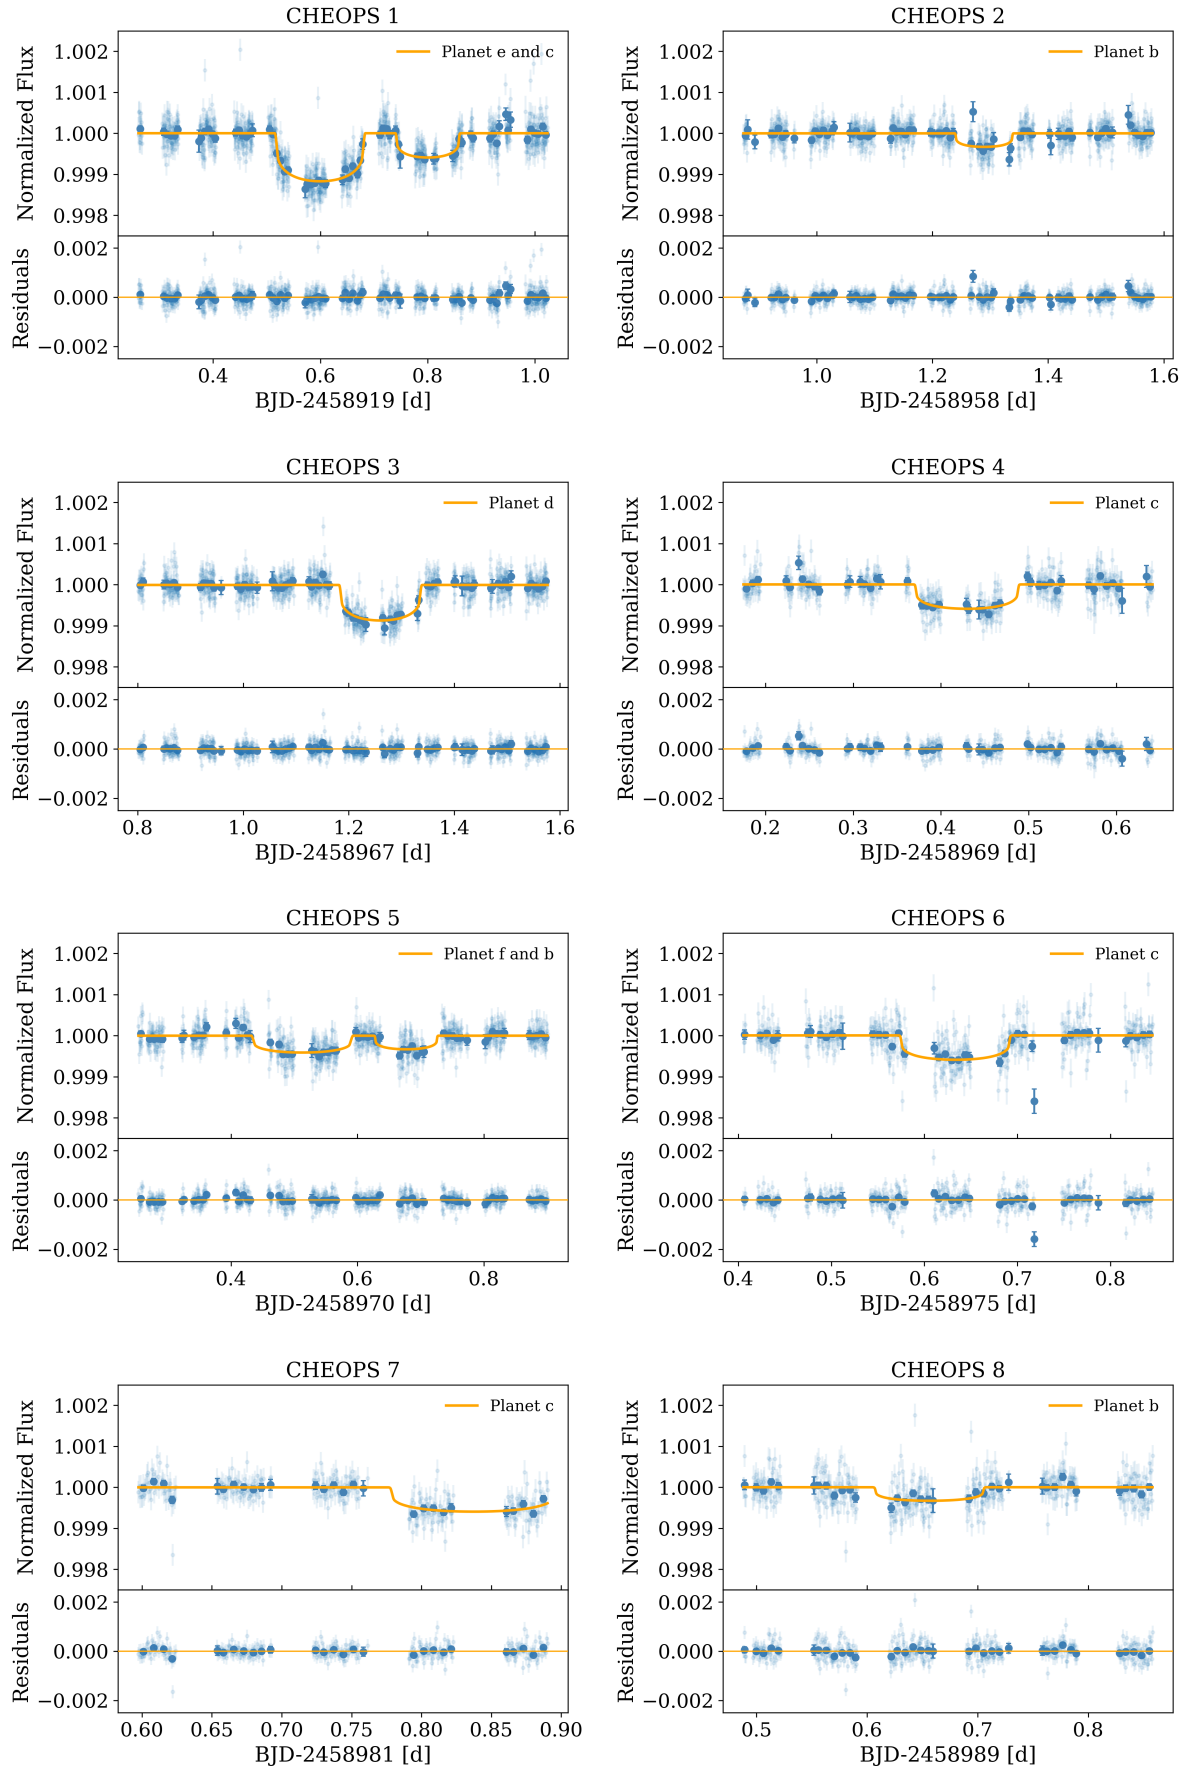 CHEOPS 1
Planet e and c
Normalized Flux
1.002
1.001
1.000
0.999
0.998
Residuals
0.002
0.000
−0.002
0.4 0.6 0.8 1.0
BJD-2458919 [d]
CHEOPS 2
Planet b
Normalized Flux
1.002
1.001
1.000
0.999
0.998
Residuals
0.002
0.000
−0.002
1.0 1.2 1.4 1.6
BJD-2458958 [d]
CHEOPS 3
Planet d
Normalized Flux
1.002
1.001
1.000
0.999
0.998
Residuals
0.002
0.000
−0.002
0.8 1.0 1.2 1.4 1.6
BJD-2458967 [d]
CHEOPS 4
Planet c
Normalized Flux
1.002
1.001
1.000
0.999
0.998
Residuals
0.002
0.000
−0.002
0.2 0.3 0.4 0.5 0.6
BJD-2458969 [d]
CHEOPS 5
Planet f and b
Normalized Flux
1.002
1.001
1.000
0.999
0.998
Residuals
0.002
0.000
−0.002
0.4 0.6 0.8
BJD-2458970 [d]
CHEOPS 6
Planet c
Normalized Flux
1.002
1.001
1.000
0.999
0.998
Residuals
0.002
0.000
−0.002
0.4 0.5 0.6 0.7 0.8
BJD-2458975 [d]
CHEOPS 7
Planet c
Normalized Flux
1.002
1.001
1.000
0.999
0.998
Residuals
0.002
0.000
−0.002
0.60 0.65 0.70 0.75 0.80 0.85 0.90
BJD-2458981 [d]
CHEOPS 8
Planet b
Normalized Flux
1.002
1.001
1.000
0.999
0.998
Residuals
0.002
0.000
−0.002
0.5 0.6 0.7 0.8
BJD-2458989 [d]